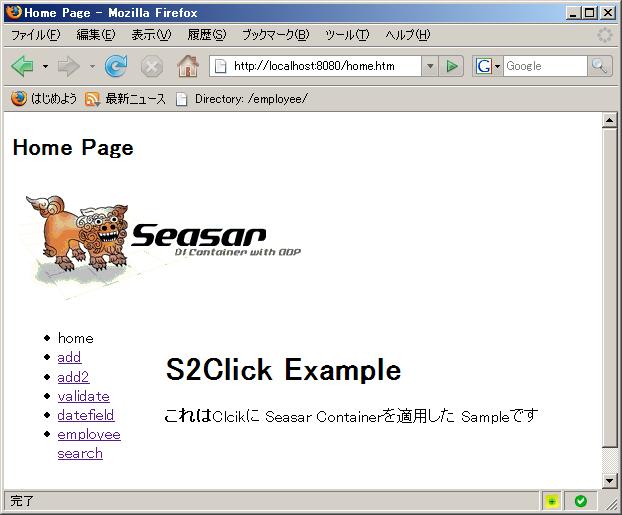 Home Page - Mozilla Firefox
ファイル(F) 編集(E) 表示(V) 履歴(S) ブックマーク(B) ツール(T) ヘルプ(H)
http://localhost:8080/home.htm
Google
はじめよう 最新ニュース Directory: /employee/
Home Page
Seasar
DI Container with AOP
home
add
add2
validate
datefield
employee
search
S2Click Example
これはClcikに Seasar Containerを適用した Sampleです
完了